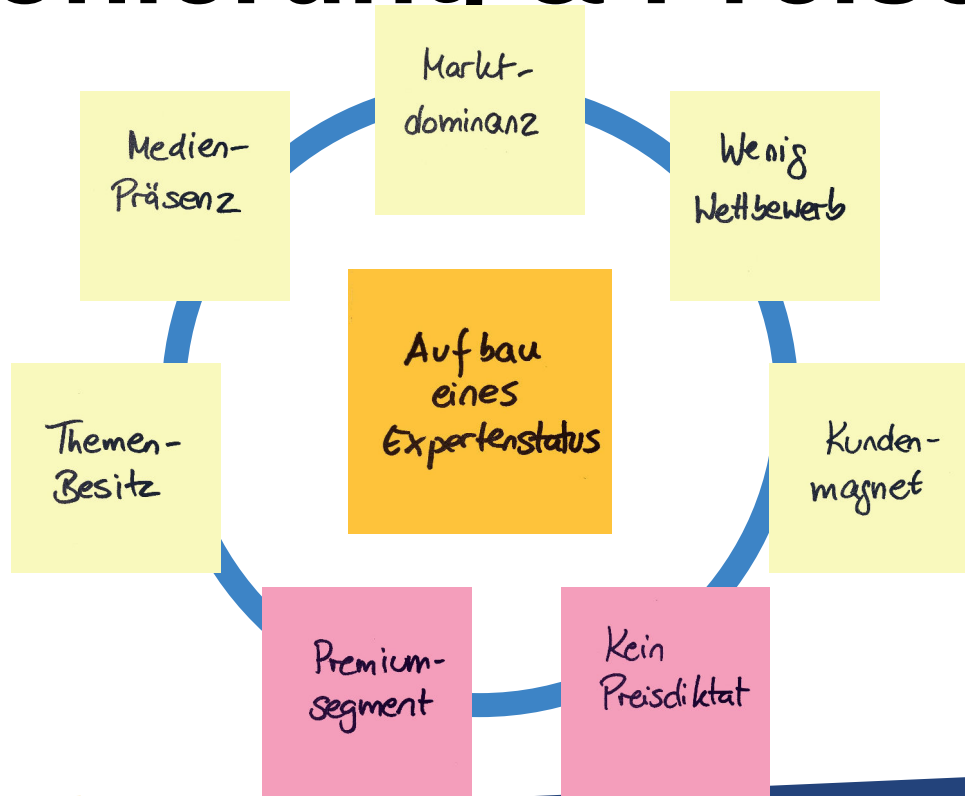 Markt-
dominanz
Medien-
Präsenz
Wenig
Wettbewerb
Aufbau
eines
Expertenstatus
Themen-
Besitz
Kunden-
magnet
Premium-
segment
Kein
Preisdiktat